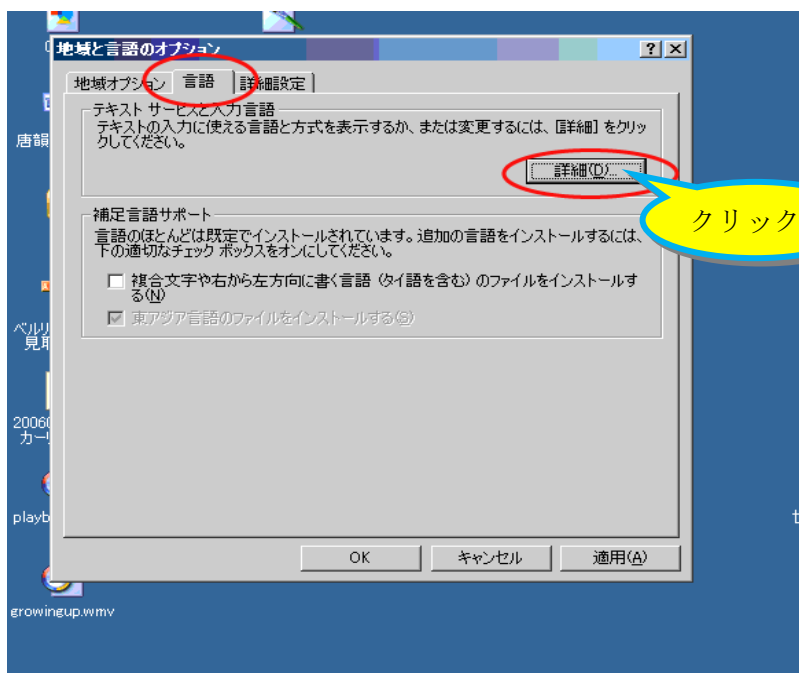 地域と言語のオプション
地域オプション 言語 詳細設定
テキスト サービスと入力言語
テキストの入力に使える言語と方式を表示するか、または変更するには、[詳細] をクリッ
クしてください。
詳細(D)...
クリック
補足言語サポート
言語のほとんどは既定でインストールされています。追加の言語をインストールするには、
下の適切なチェック ボックスをオンにしてください。
複合文字や右から左方向に書く言語 (タイ語を含む) のファイルをインストールす
る(N)
東アジア言語のファイルをインストールする(S)
唐韻
ベルリ
見取
20060
カー
playb
OK キャンセル 適用(A)
growingup.wmv